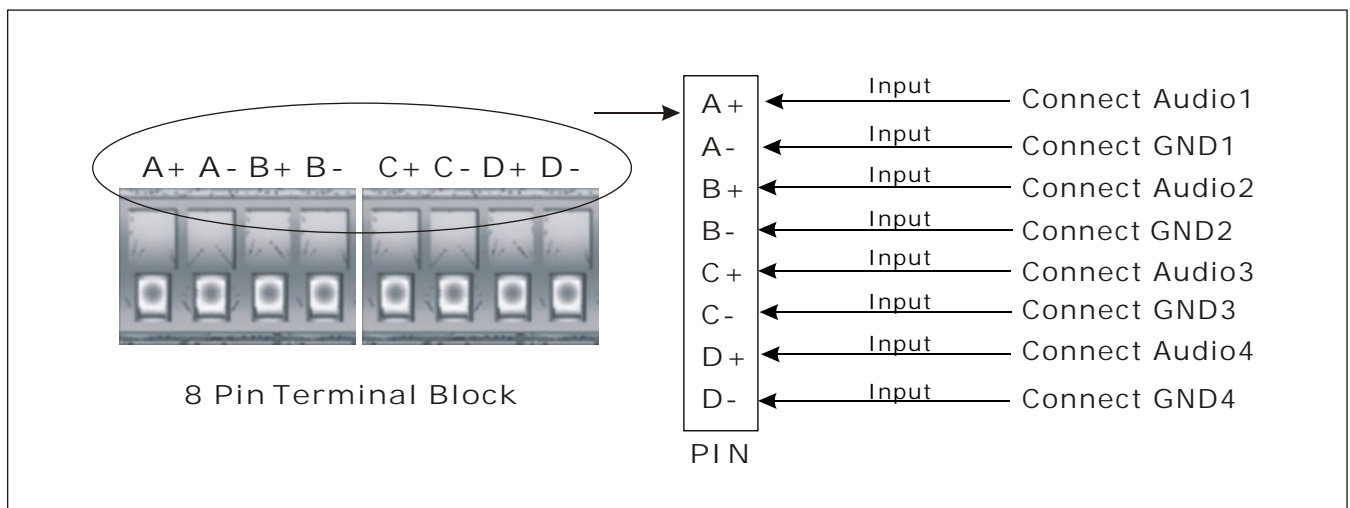 A+ A- B+ B- C+ C- D+ D-
8 Pin Terminal Block
A+ Input Connect Audio1
A- Input Connect GND1
B+ Input Connect Audio2
B- Input Connect GND2
C+ Input Connect Audio3
C- Input Connect GND3
D+ Input Connect Audio4
D- Input Connect GND4
PIN